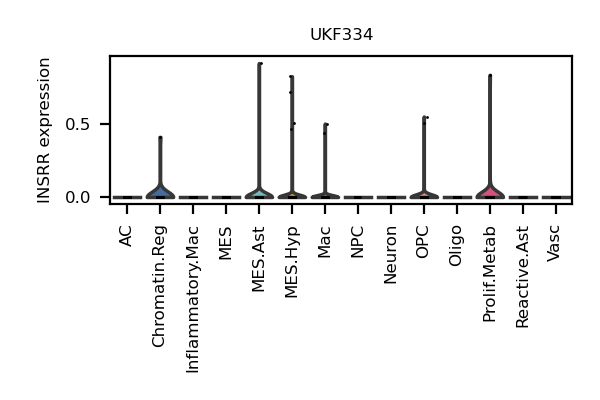 UKF334
INSRR expression
0.5
0.0
AC
Chromatin.Reg
Inflammatory.Mac
MES
MES.Ast
MES.Hyp
Mac
NPC
Neuron
OPC
Oligo
Prolif.Metab
Reactive.Ast
Vasc